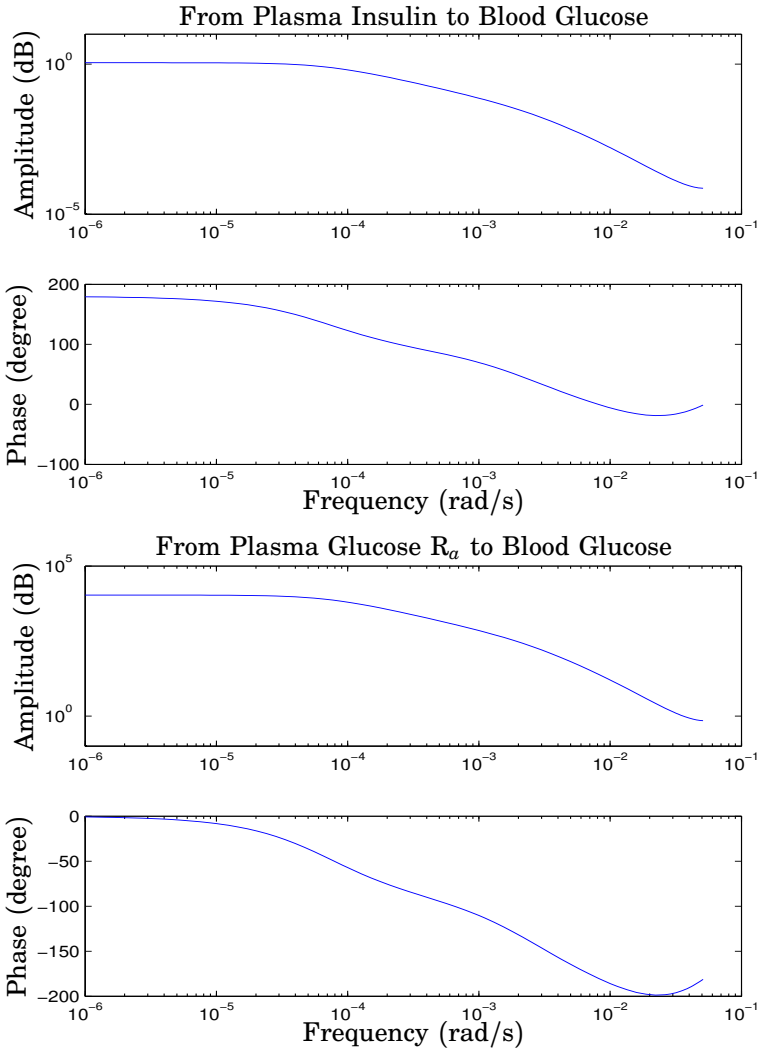 From Plasma Insulin to Blood Glucose
Amplitude (dB)
10^0
10^-5
10^-6 10^-5 10^-4 10^-3 10^-2 10^-1
Phase (degree)
200
100
0
−100
10^-6 10^-5 10^-4 10^-3 10^-2 10^-1
Frequency (rad/s)
From Plasma Glucose R_a to Blood Glucose
Amplitude (dB)
10^5
10^0
10^-6 10^-5 10^-4 10^-3 10^-2 10^-1
Phase (degree)
0
−50
−100
−150
−200
10^-6 10^-5 10^-4 10^-3 10^-2 10^-1
Frequency (rad/s)